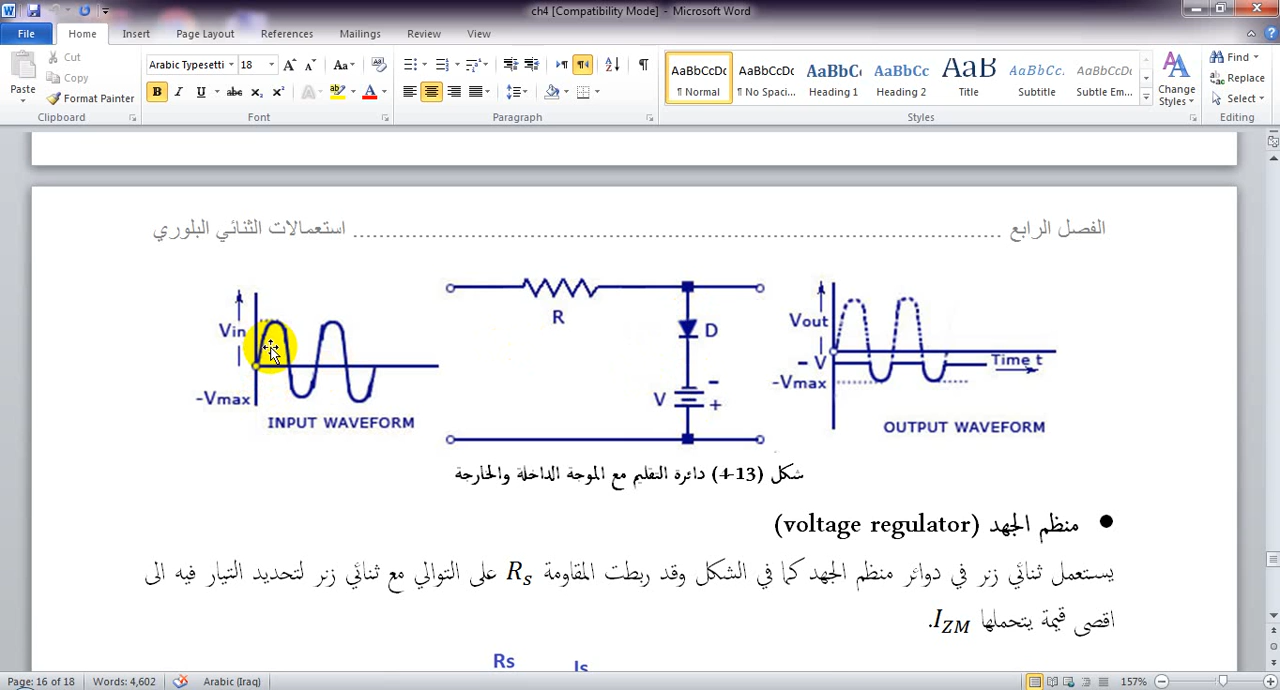 ch4 [Compatibility Mode] - Microsoft Word
File Home Insert Page Layout References Mailings Review View
Cut
Copy
Format Painter
Paste
Clipboard
Arabic Typesetti 18
Font
Paragraph
AaBbCcDc AaBbCcDc AaBbCc AaBbCc AaB AaBbCc. AaBbCcDc
¶ Normal ¶ No Spaci... Heading 1 Heading 2 Title Subtitle Subtle Em...
Change Styles
Styles
Find
Replace
Select
Editing
الفصل الرابع ........................................................................................................ استعمالات الثنائي البلوري
Vin
-Vmax
INPUT WAVEFORM
R
D
V
-
+
Vout
- V
-Vmax
Time t
OUTPUT WAVEFORM
شكل (13-4) دائرة التقليم مع الموجة الداخلة والخارجة
● منظم الجهد (voltage regulator)
يستعمل ثنائي زنر في دوائر منظم الجهد كما في الشكل وقد ربطت المقاومة RS على التوالي مع ثنائي زنر لتحديد التيار فيه الى
اقصى قيمة يتحملها IZM.
Rs Is
Page: 16 of 18 Words: 4,602 Arabic (Iraq) 157%